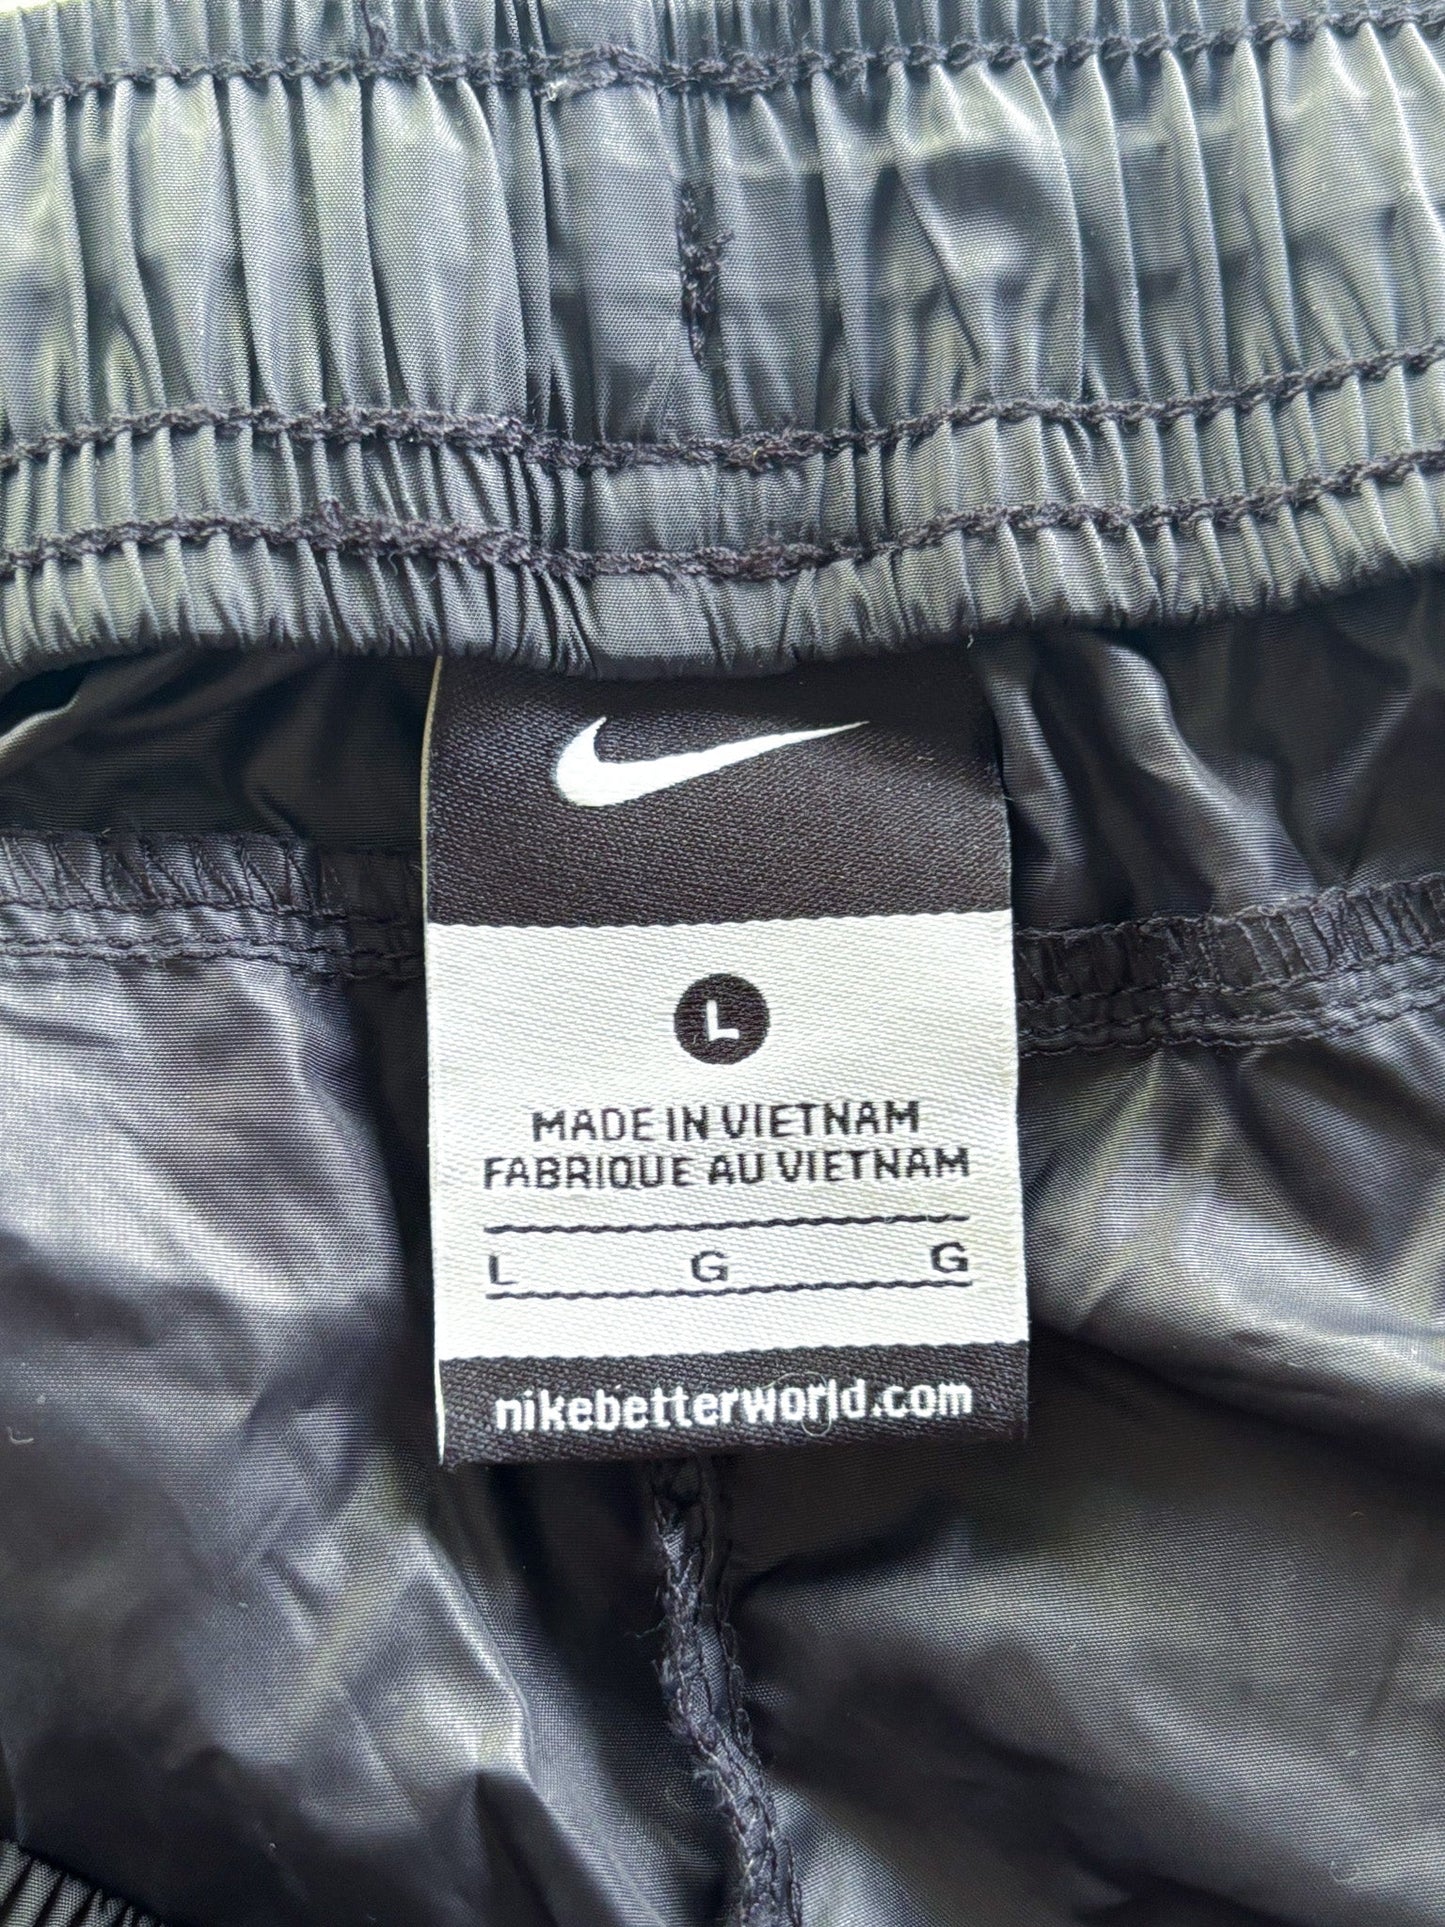 L
MADE IN VIETNAM
FABRIQUE AU VIETNAM
L G G
nikebetterworld.com